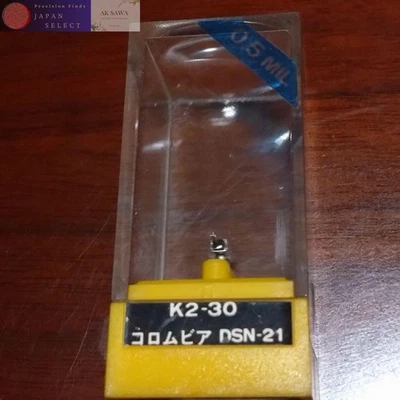 Precision Finds
JAPAN
SELECT
AK SAWA
0.5 MIL
K2-30
コロムビア DSN-21